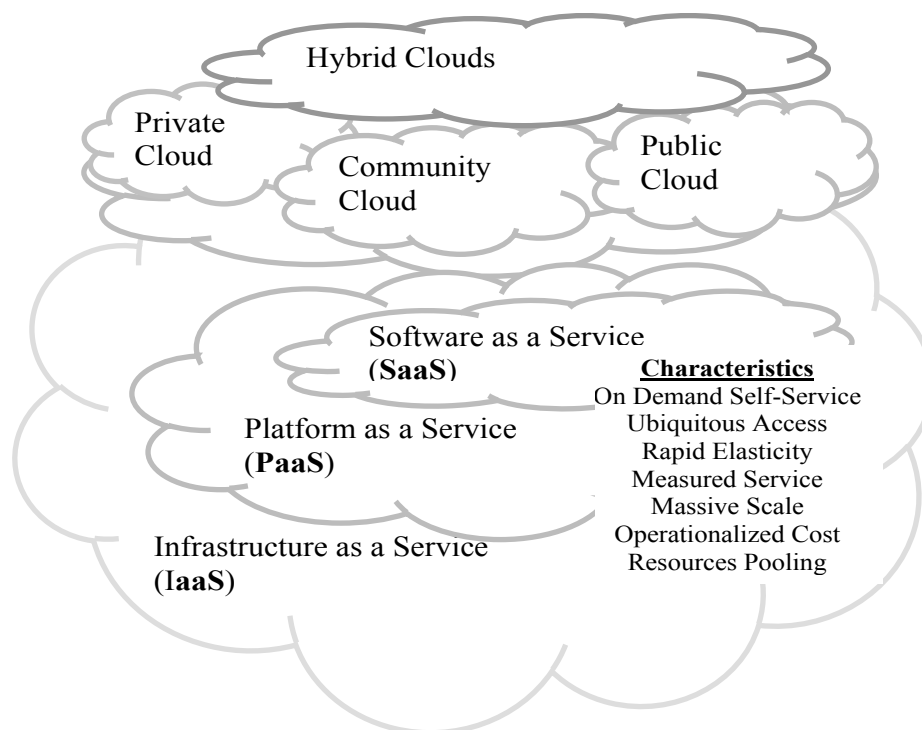 Hybrid Clouds
Private
Cloud
Community
Cloud
Public
Cloud
Software as a Service
(SaaS)
Platform as a Service
(PaaS)
Infrastructure as a Service
(IaaS)
Characteristics
On Demand Self-Service
Ubiquitous Access
Rapid Elasticity
Measured Service
Massive Scale
Operationalized Cost
Resources Pooling